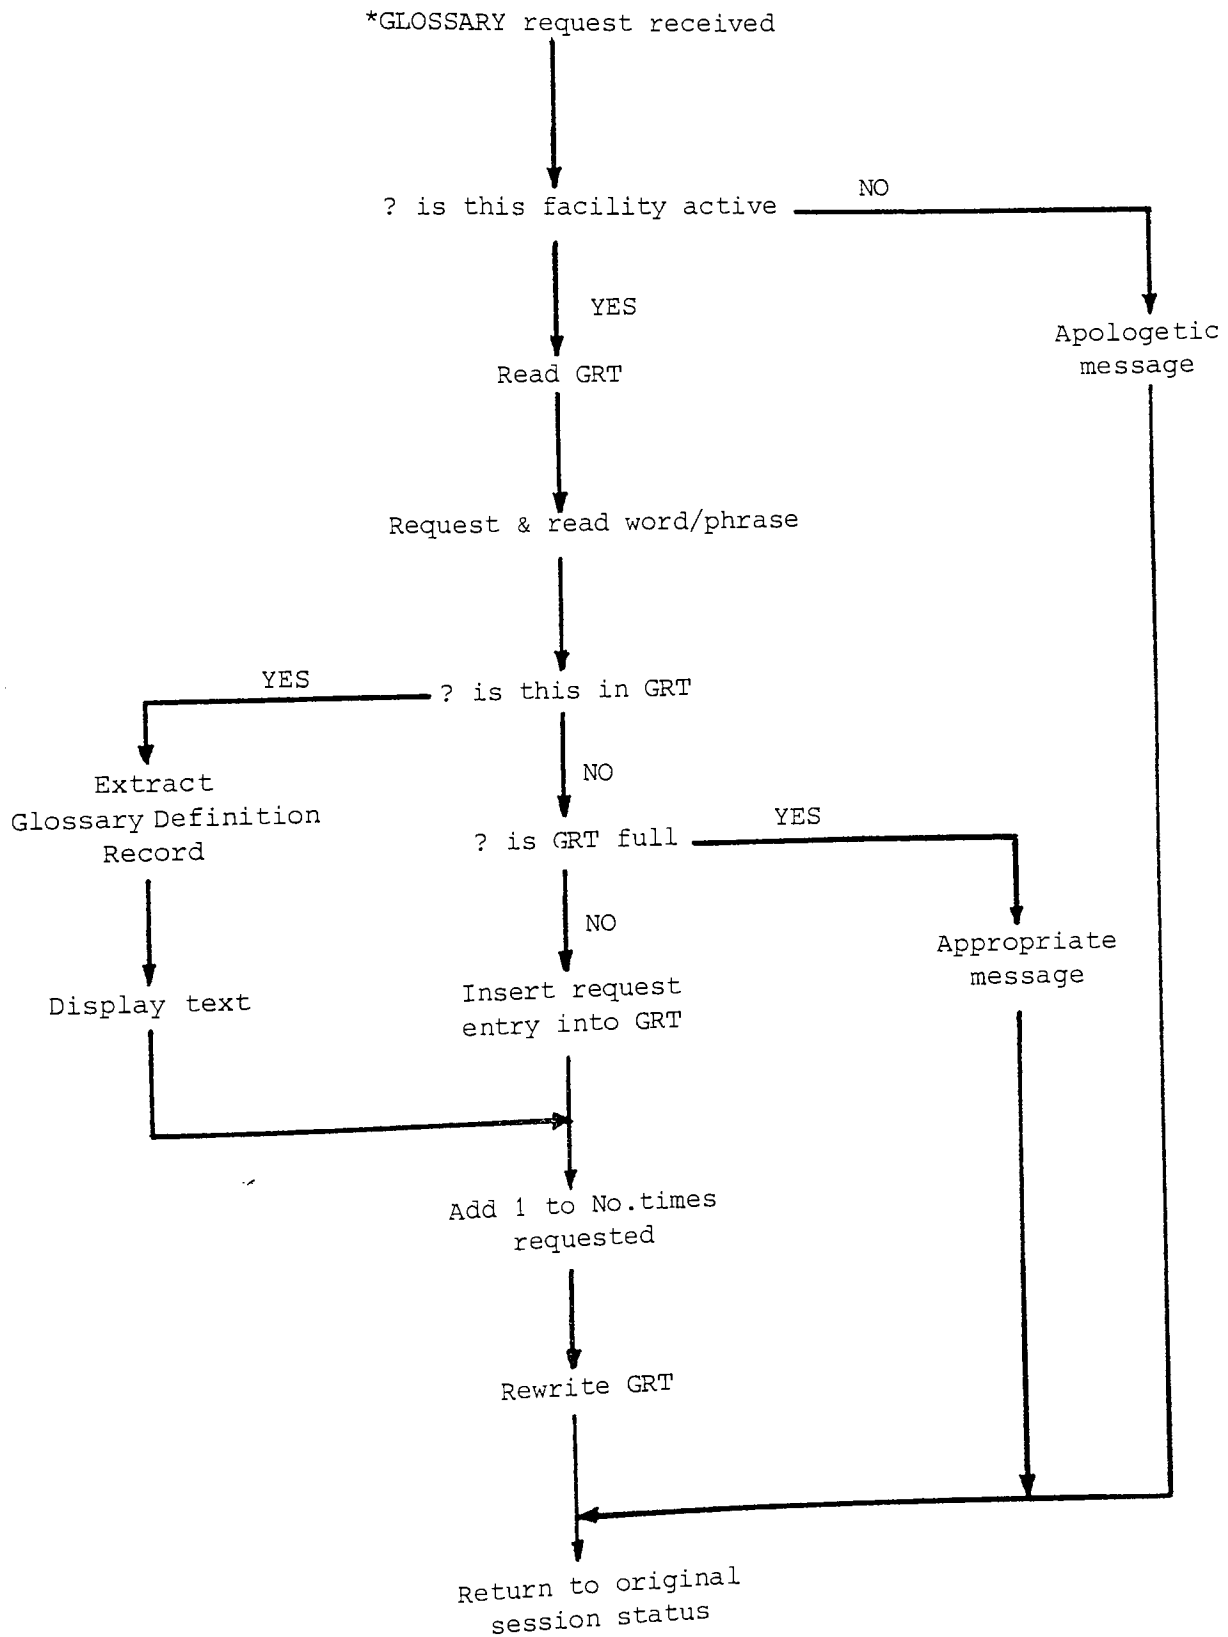 *GLOSSARY request received
? is this facility active
NO
YES
Apologetic
message
Read GRT
Request & read word/phrase
YES
? is this in GRT
NO
Extract
Glossary Definition
Record
? is GRT full
YES
NO
Appropriate
message
Display text
Insert request
entry into GRT
Add 1 to No.times
requested
Rewrite GRT
Return to original
session status